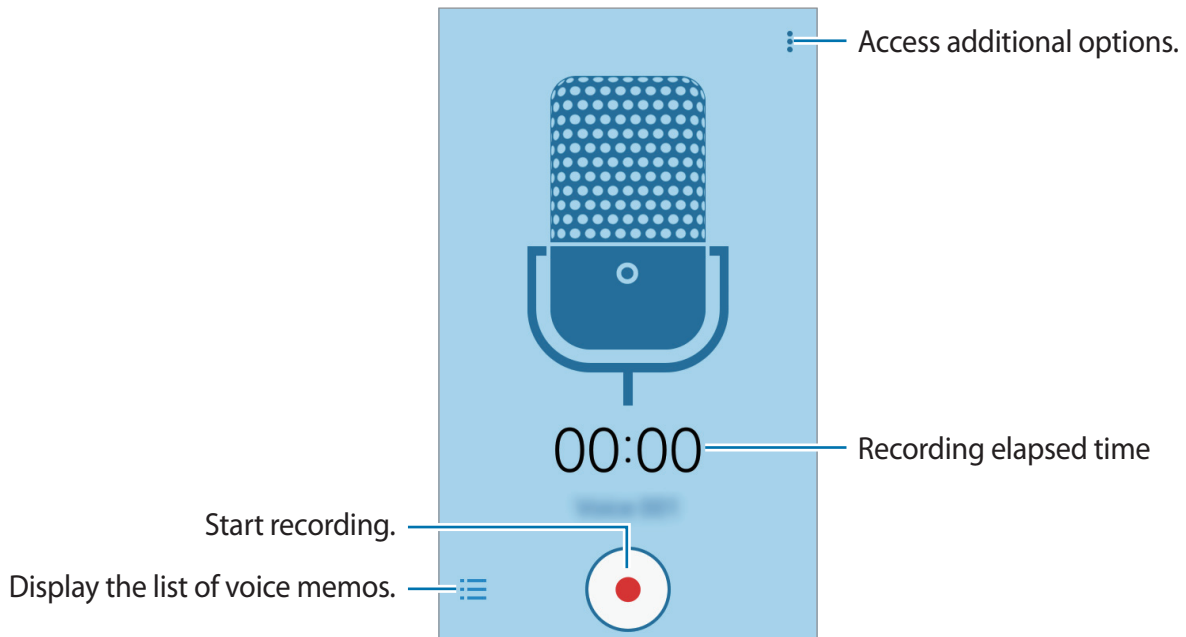 Access additional options.
00:00
Recording elapsed time
Start recording.
Display the list of voice memos.